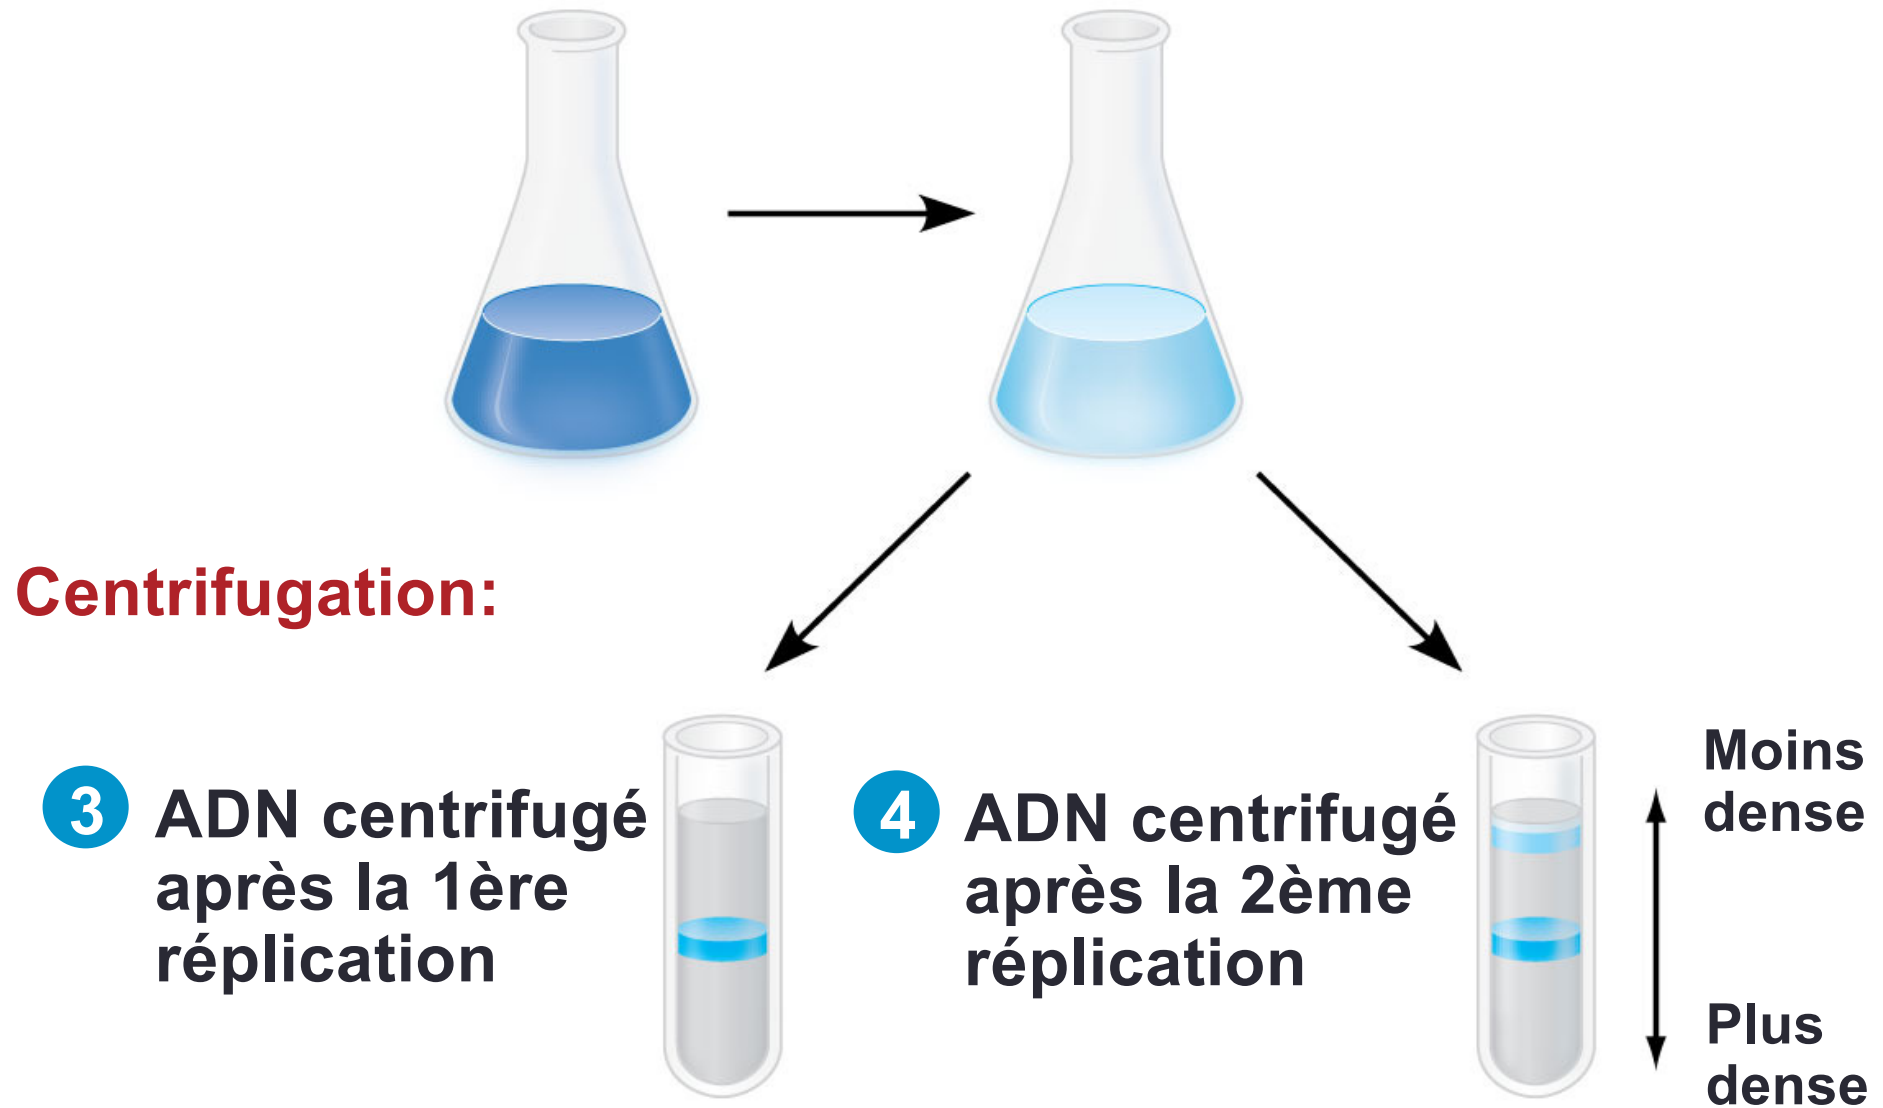 Centrifugation:
3 ADN centrifugé
après la 1ère
réplication
4 ADN centrifugé
après la 2ème
réplication
Moins
dense
Plus
dense